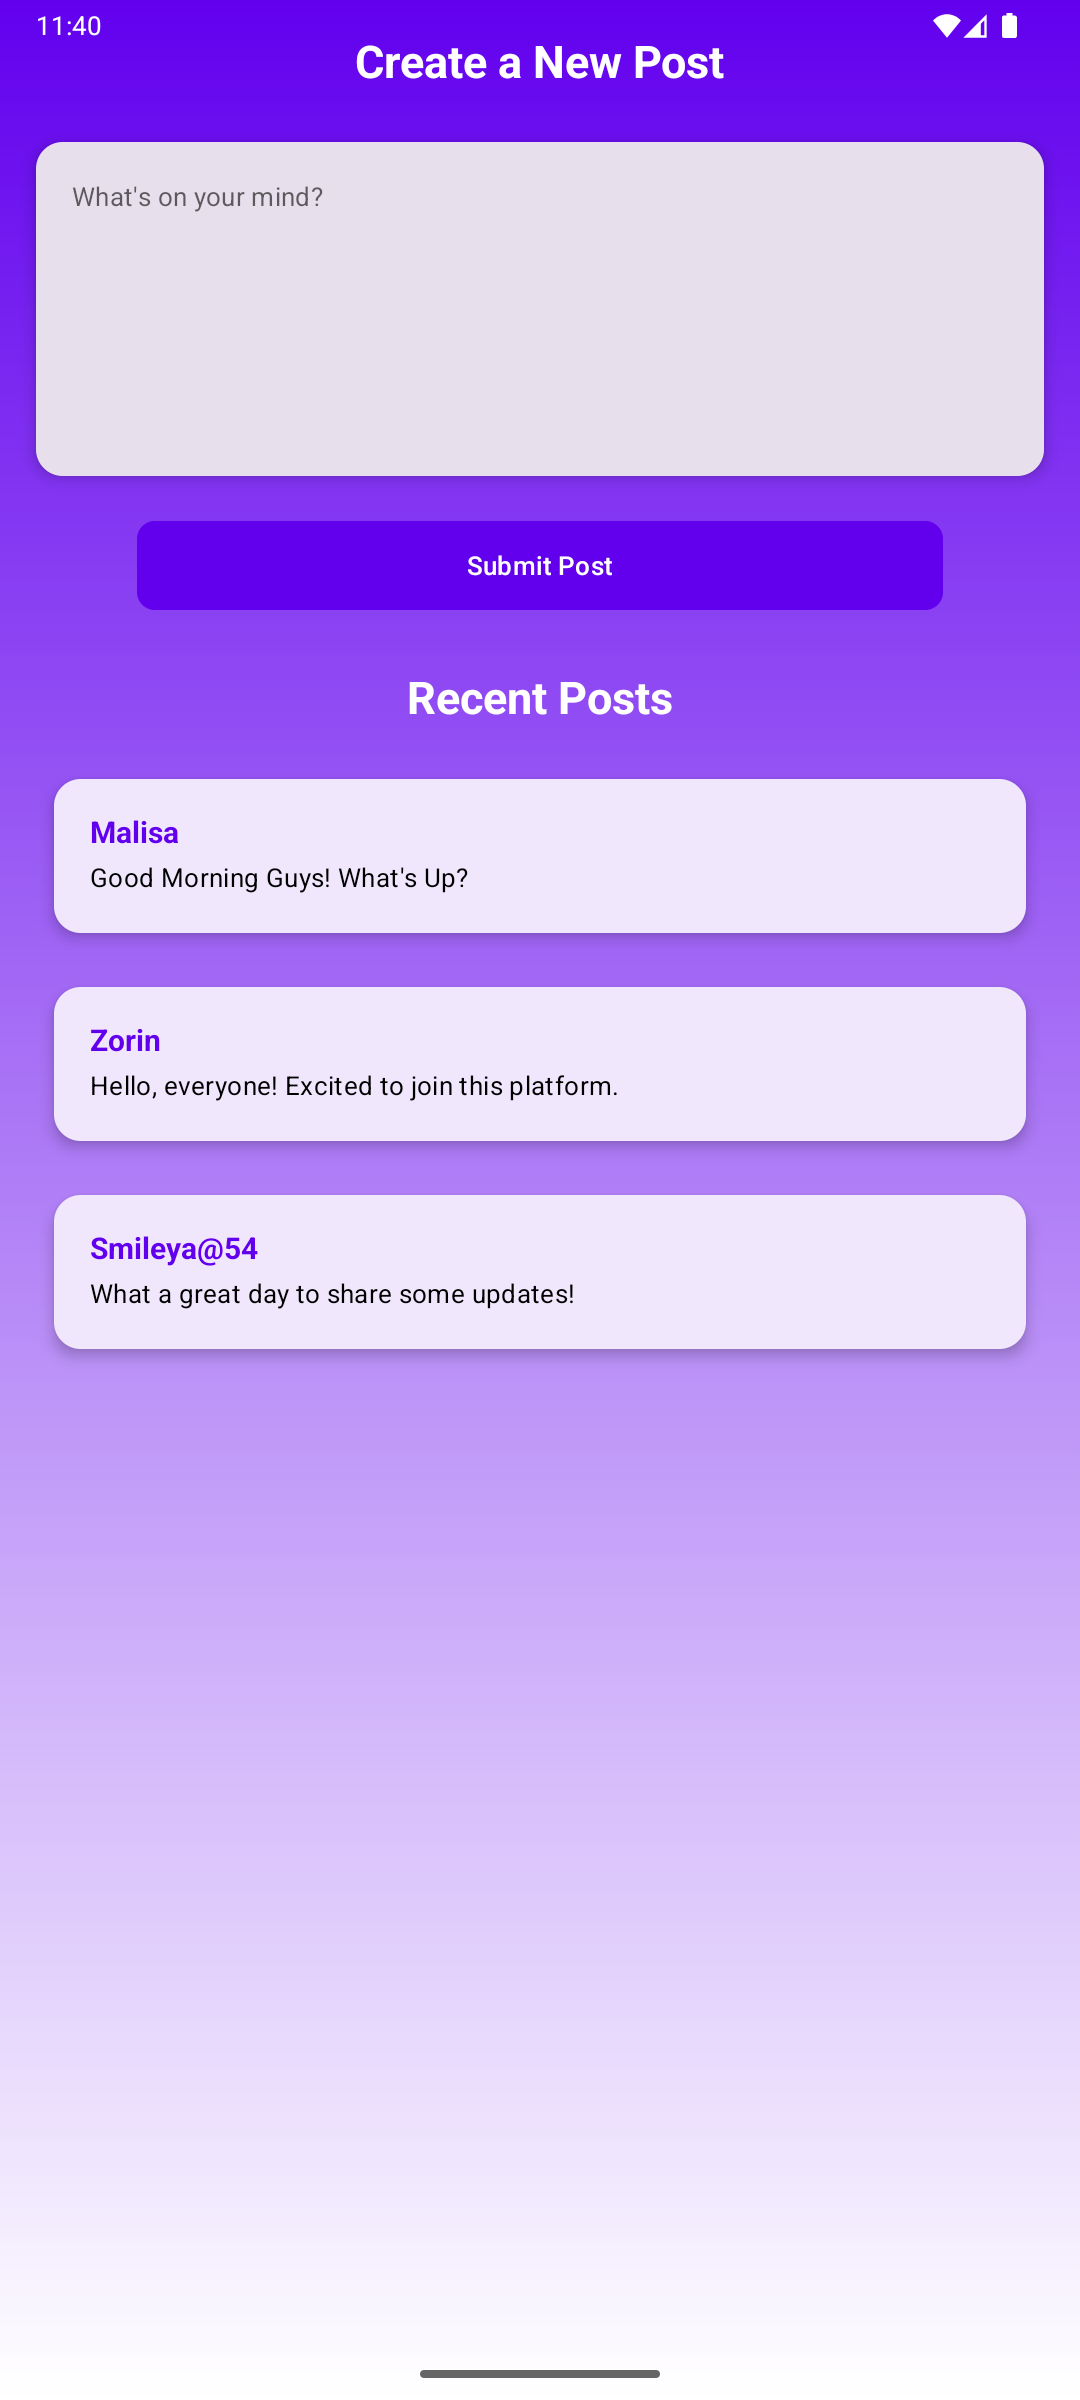 11:40
Create a New Post
What's on your mind?
Submit Post
Recent Posts
Malisa
Good Morning Guys! What's Up?
Zorin
Hello, everyone! Excited to join this platform.
Smileya@54
What a great day to share some updates!